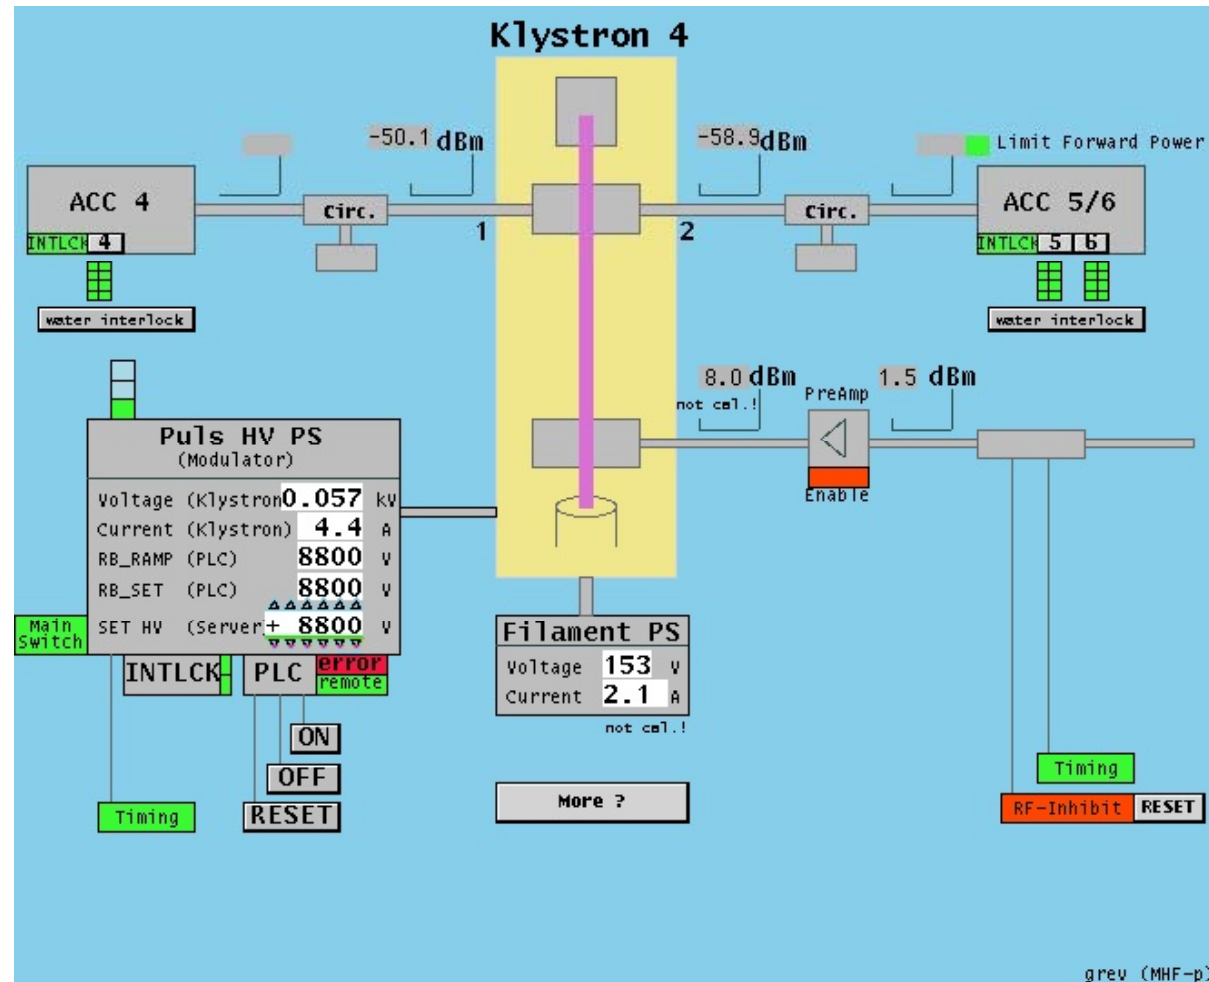 Klystron 4
-50.1 dBm
-58.9 dBm
Limit Forward Power
ACC 4
Circ.
1
2
Circ.
ACC 5/6
INTLCK 4
INTLCK 5 6
water interlock
water interlock
8.0 dBm
not cal.!
PreAmp
1.5 dBm
Enable
Puls HV PS
(Modulator)
Voltage (Klystron 0.057 kV
Current (Klystron) 4.4 A
RB_RAMP (PLC) 8800 V
RB_SET (PLC) 8800 V
SET HV (Server + 8800 V
Main
Switch
INTLCK
PLC
error
remote
Filament PS
Voltage 153 V
Current 2.1 A
not cal.!
ON
OFF
RESET
Timing
More ?
Timing
RF-Inhibit RESET
grey (MHF-p)